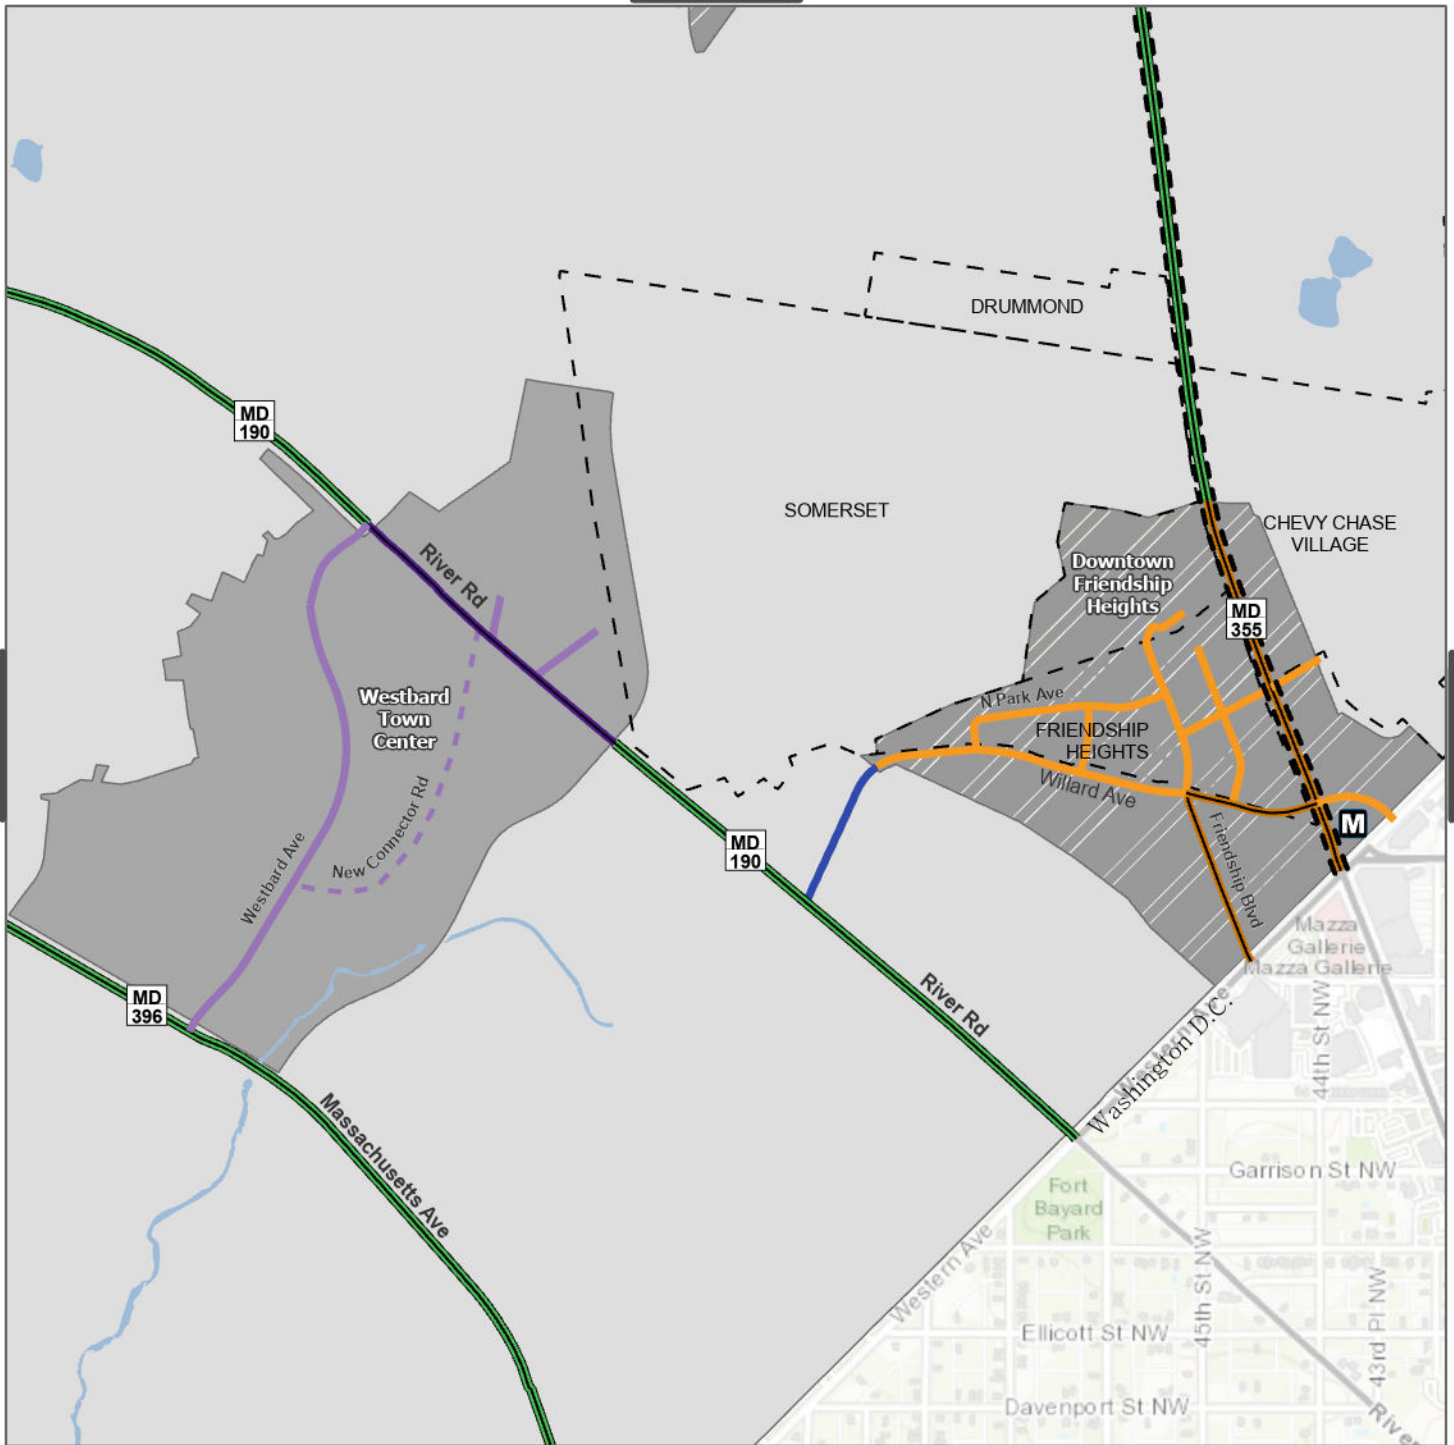 DRUMMOND
MD
190
SOMERSET
CHEVY CHASE
VILLAGE
River Rd
Downtown
Friendship
Heights
MD
355
Westbard
Town
Center
N Park Ave
FRIENDSHIP
HEIGHTS
Willard Ave
New Connector Rd
Westbard Ave
MD
190
M
Friendship Blvd
Mazza
Gallerie
Mazza Gallerie
MD
396
River Rd
Western Ave
Washington D.C.
44th St NW
Massachusetts Ave
Garrison St NW
Fort
Bayard
Park
Western Ave
45th St NW
Ellicott St NW
43rd Pl NW
Davenport St NW
River